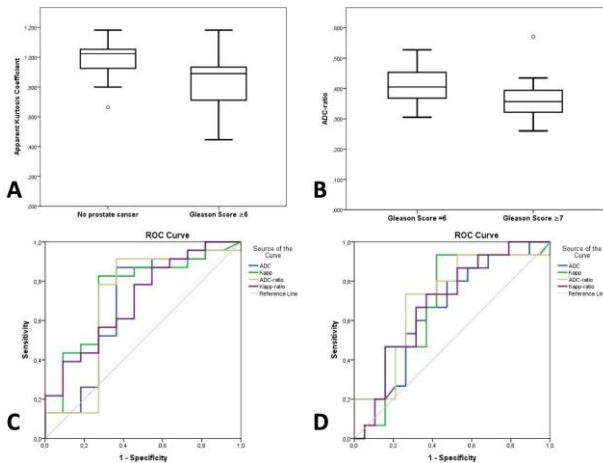 1,200
1,000
,800
,600
,400
,200
,000
Apparent Kurtosis Coefficient
A
No prostate cancer
Gleason Score ≥6
,600
,500
,400
,300
,200
,100
,000
ADC-ratio
B
Gleason Score =6
Gleason Score ≥7
ROC Curve
1,0
0,8
0,6
0,4
0,2
0,0
Sensitivity
Source of the
Curve
ADC
Kapp
ADC-ratio
Kapp-ratio
Reference Line
C
0,0
0,2
0,4
0,6
0,8
1,0
1 - Specificity
ROC Curve
1,0
0,8
0,6
0,4
0,2
0,0
Sensitivity
Source of the
Curve
ADC
Kapp
ADC-ratio
Kapp-ratio
Reference Line
D
0,0
0,2
0,4
0,6
0,8
1,0
1 - Specificity